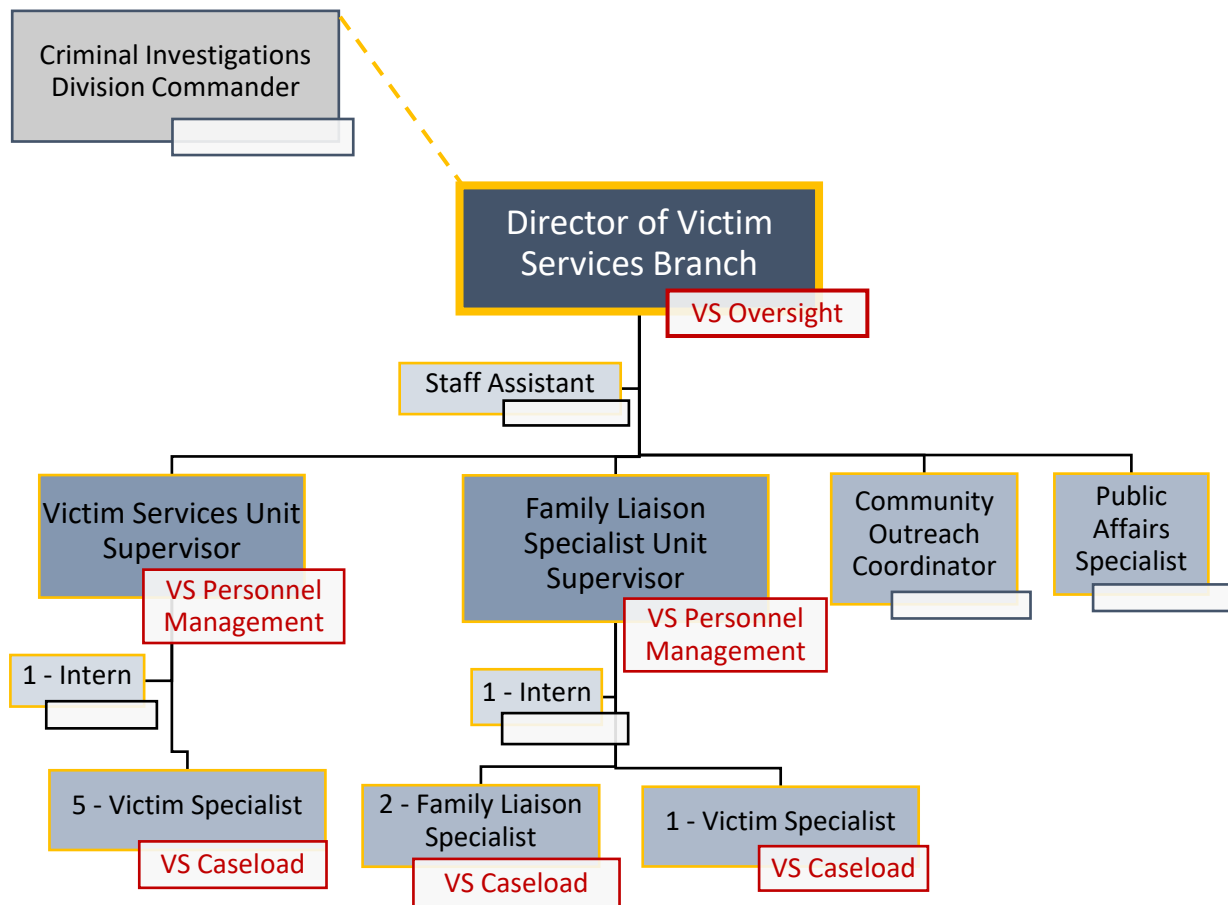 Criminal Investigations
Division Commander
Director of Victim
Services Branch
VS Oversight
Staff Assistant
Victim Services Unit
Supervisor
VS Personnel
Management
Family Liaison
Specialist Unit
Supervisor
VS Personnel
Management
Community
Outreach
Coordinator
Public
Affairs
Specialist
1 - Intern
1 - Intern
5 - Victim Specialist
VS Caseload
2 - Family Liaison
Specialist
VS Caseload
1 - Victim Specialist
VS Caseload